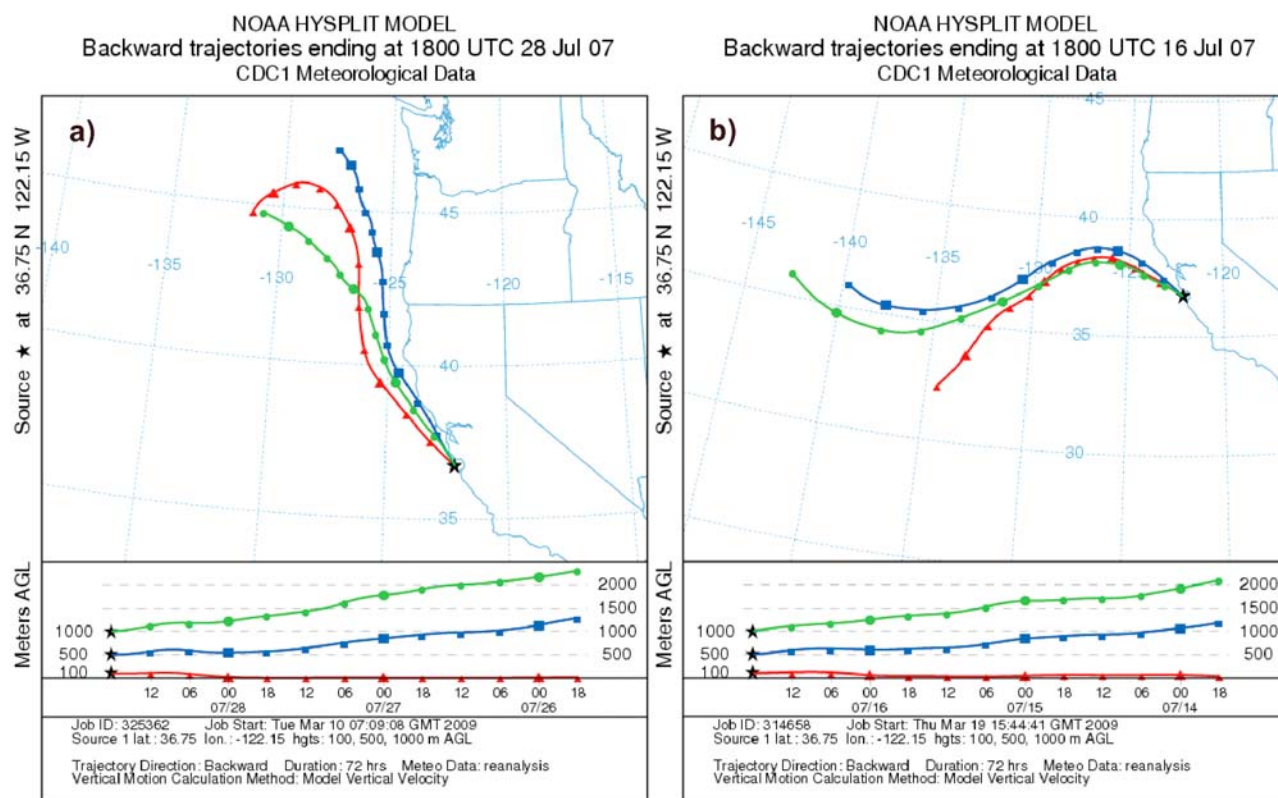 NOAA HYSPLIT MODEL
Backward trajectories ending at 1800 UTC 28 Jul 07
CDC1 Meteorological Data
a)
Source ★ at 36.75 N 122.15 W
45
-140
-135
-130
-125
-120
-115
40
35
Meters AGL
2000
1500
1000
1000
500
500
100
12 06 00 18 12 06 00 18 12 06 00 18
07/28 07/27 07/26
Job ID: 325362 Job Start: Tue Mar 10 07:09:08 GMT 2009
Source 1 lat.: 36.75 lon.: -122.15 hgts: 100, 500, 1000 m AGL
Trajectory Direction: Backward Duration: 72 hrs Meteo Data: reanalysis
Vertical Motion Calculation Method: Model Vertical Velocity
NOAA HYSPLIT MODEL
Backward trajectories ending at 1800 UTC 16 Jul 07
CDC1 Meteorological Data
b)
Source ★ at 36.75 N 122.15 W
45
-145
-140
-135
-130
-125
-120
40
35
30
Meters AGL
2000
1500
1000
1000
500
500
100
12 06 00 18 12 06 00 18 12 06 00 18
07/16 07/15 07/14
Job ID: 314658 Job Start: Thu Mar 19 15:44:41 GMT 2009
Source 1 lat.: 36.75 lon.: -122.15 hgts: 100, 500, 1000 m AGL
Trajectory Direction: Backward Duration: 72 hrs Meteo Data: reanalysis
Vertical Motion Calculation Method: Model Vertical Velocity